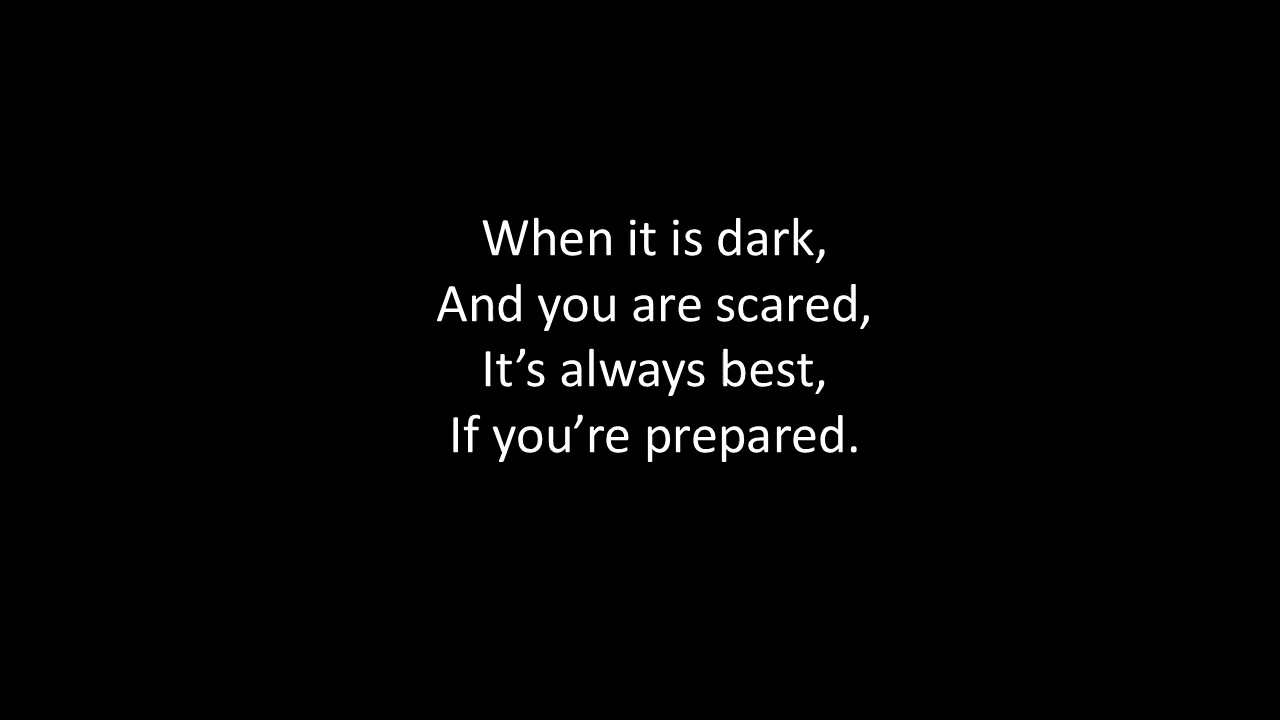 When it is dark,
And you are scared,
It’s always best,
If you’re prepared.